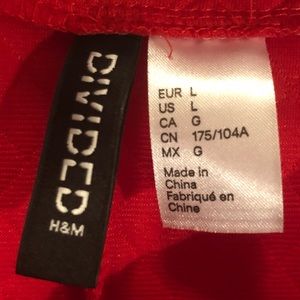 DIVIDED
H&M
EUR L
US L
CA G
CN 175/104A
MX G
Made in
China
Fabriqué en
Chine